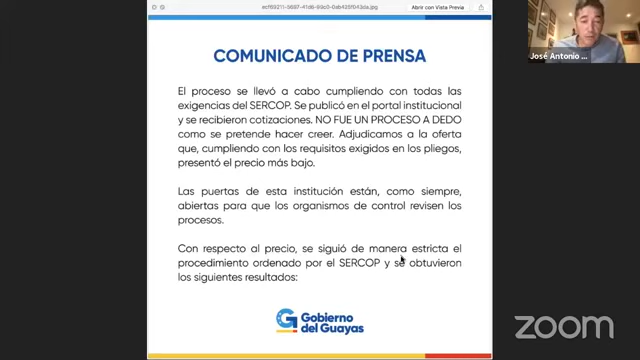 ecf69211-5697-41d6-99c0-0ab435f043da.jpg
Abrir con Vista Previa
José Antonio
COMUNICADO DE PRENSA
El proceso se llevó a cabo cumpliendo con todas las
exigencias del SERCOP. Se publicó en el portal institucional
y se recibieron cotizaciones. NO FUE UN PROCESO A DEDO
como se pretende hacer creer. Adjudicamos a la oferta
que, cumpliendo con los requisitos exigidos en los pliegos,
presentó el precio más bajo.
Las puertas de esta institución están, como siempre,
abiertas para que los organismos de control revisen los
procesos.
Con respecto al precio, se siguió de manera estricta el
procedimiento ordenado por el SERCOP y se obtuvieron
los siguientes resultados:
Gobierno
del Guayas
zoom